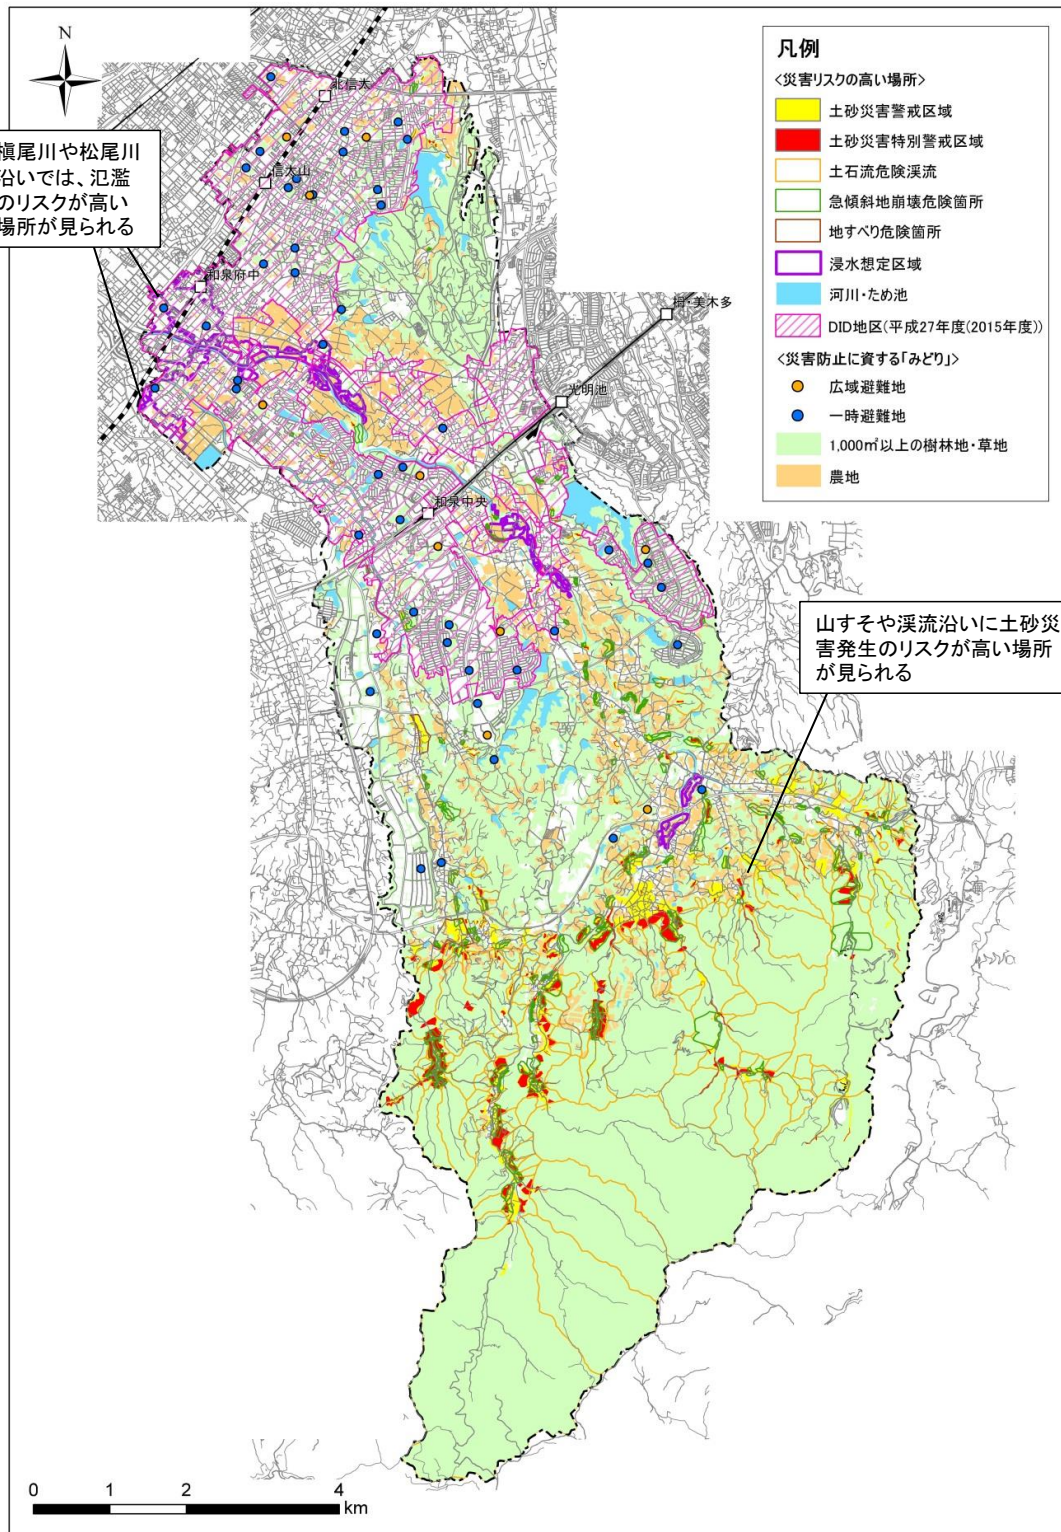 N
北信太
槇尾川や松尾川
沿いでは、氾濫
のリスクが高い
場所が見られる
信太山
和泉府中
栂・美木多
光明池
和泉中央
凡例
<災害リスクの高い場所>
土砂災害警戒区域
土砂災害特別警戒区域
土石流危険渓流
急傾斜地崩壊危険箇所
地すべり危険箇所
浸水想定区域
河川・ため池
DID地区(平成27年度(2015年度))
<災害防止に資する「みどり」>
広域避難地
一時避難地
1,000㎡以上の樹林地・草地
農地
山すそや渓流沿いに土砂災
害発生のリスクが高い場所
が見られる
0 1 2 4
km